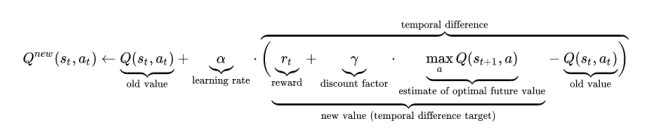 temporal difference
Q^{new}(s_t, a_t) ← Q(s_t, a_t) + α · ( r_t + γ · max_a Q(s_{t+1}, a) − Q(s_t, a_t) )
old value learning rate reward discount factor estimate of optimal future value old value
new value (temporal difference target)